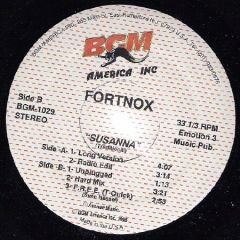 BGM
AMERICA INC
FORTNOX
Side B
BGM-1029
STEREO
33 1/3 RPM
Emotion 3
Music Pub.
"SUSANNA"
Side -A- 1- Long Version 4:07
2- Radio Edit 3:14
Side -B- 1- Unplugged 1:13
2- Hard Mix 3:21
3- F.R.E.E. (T-Quick) 2:53
Made in the U.S.A.